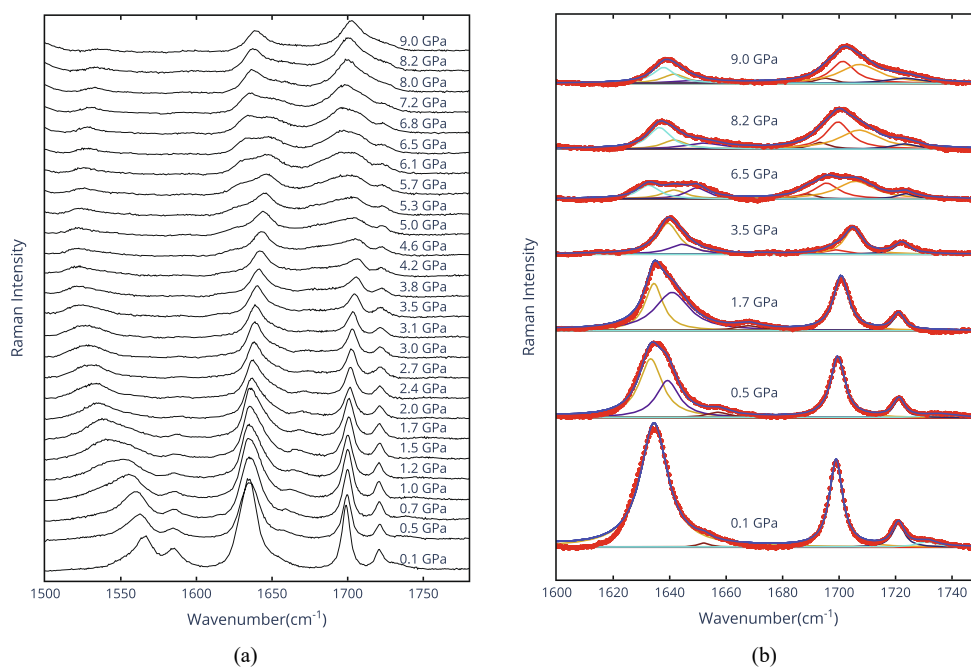 Raman Intensity
9.0 GPa
8.2 GPa
8.0 GPa
7.2 GPa
6.8 GPa
6.5 GPa
6.1 GPa
5.7 GPa
5.3 GPa
5.0 GPa
4.6 GPa
4.2 GPa
3.8 GPa
3.5 GPa
3.1 GPa
3.0 GPa
2.7 GPa
2.4 GPa
2.0 GPa
1.7 GPa
1.5 GPa
1.2 GPa
1.0 GPa
0.7 GPa
0.5 GPa
0.1 GPa
1500 1550 1600 1650 1700 1750
Wavenumber(cm⁻¹)
(a)
Raman Intensity
9.0 GPa
8.2 GPa
6.5 GPa
3.5 GPa
1.7 GPa
0.5 GPa
0.1 GPa
1600 1620 1640 1660 1680 1700 1720 1740
Wavenumber(cm⁻¹)
(b)